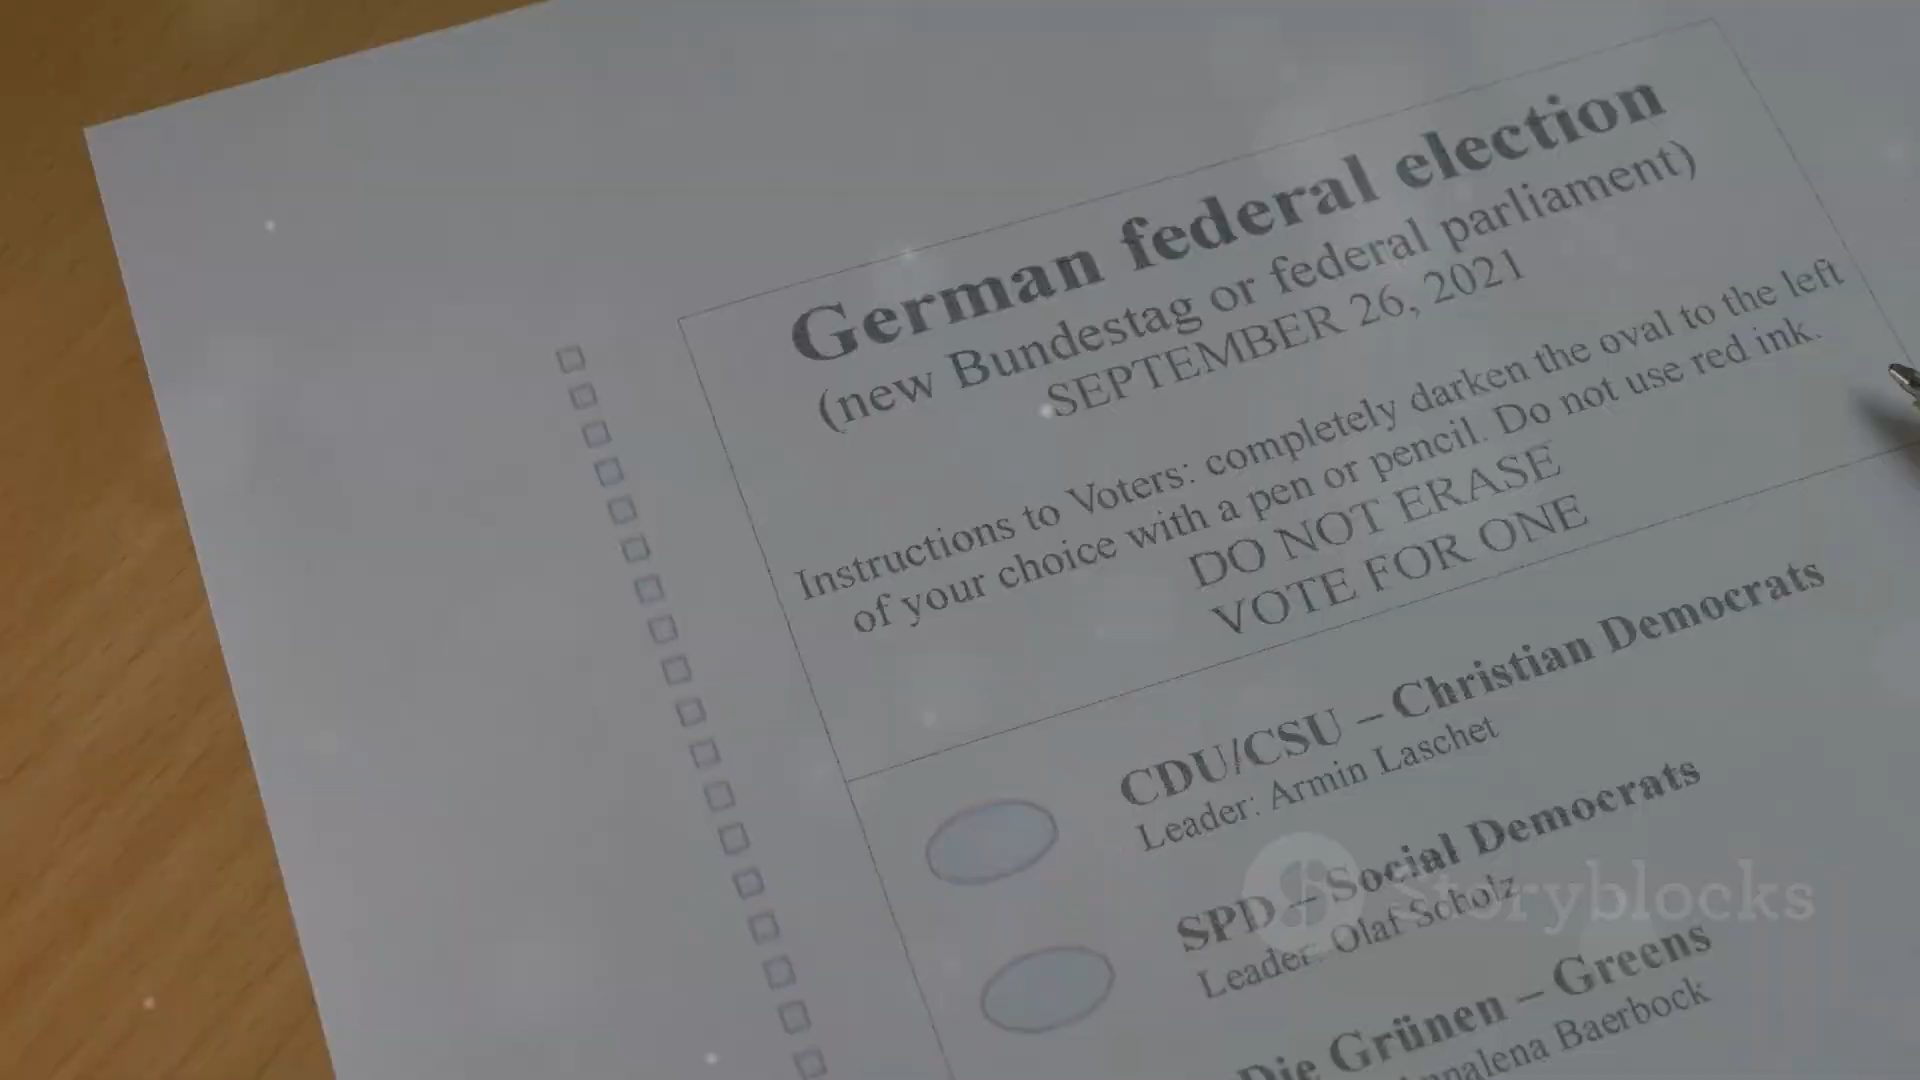 German federal election
(new Bundestag or federal parliament)
SEPTEMBER 26, 2021
Instructions to Voters: completely darken the oval to the left
of your choice with a pen or pencil. Do not use red ink.
DO NOT ERASE
VOTE FOR ONE
CDU/CSU – Christian Democrats
Leader: Armin Laschet
SPD – Social Democrats
Leader: Olaf Scholz
Storyblocks
Die Grünen – Greens
Baerbock